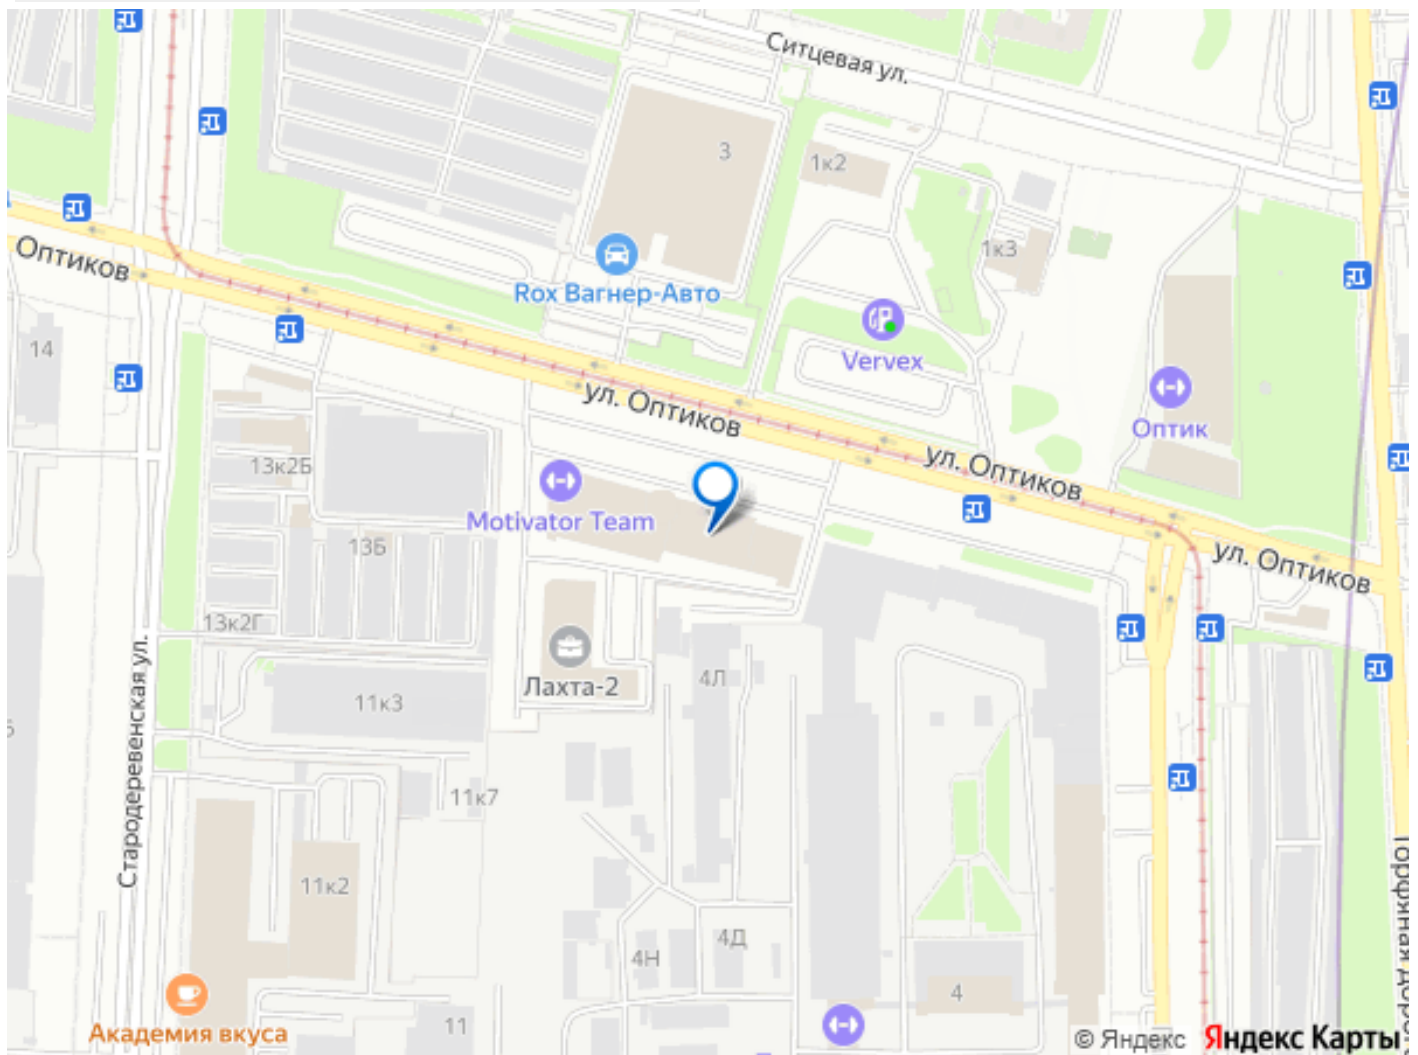 Ситцевая ул.
3
1к2
1к3
ул. Оптиков
Rox Вагнер-Авто
Vervex
14
ул. Оптиков
Оптик
ул. Оптиков
13к2Б
Motivator Team
13Б
ул. Оптиков
13к2Г
Лахта-2
4Л
11к3
Стародеревенская ул.
11к7
11к2
4Н
4Д
4
11
Академия вкуса
© Яндекс Яндекс Карты